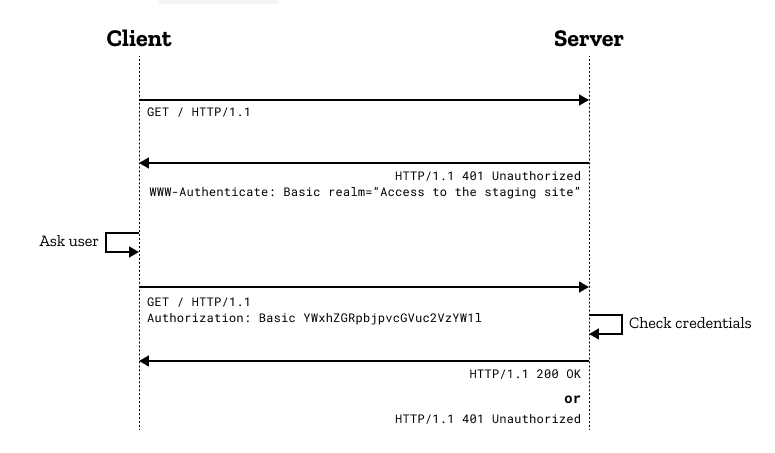 Client
Server
GET / HTTP/1.1
HTTP/1.1 401 Unauthorized
WWW-Authenticate: Basic realm="Access to the staging site"
Ask user
GET / HTTP/1.1
Authorization: Basic YWxhZGRpbjpvcGVuc2VzYW1l
Check credentials
HTTP/1.1 200 OK
or
HTTP/1.1 401 Unauthorized